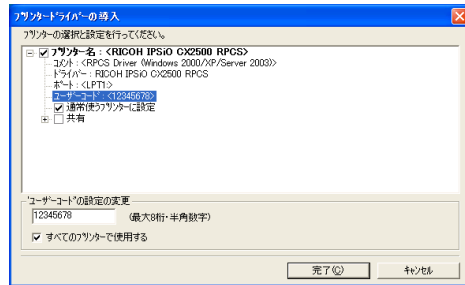 プリンタードライバーの導入
プリンターの選択と設定を行ってください。
プリンター名 : <RICOH IPSiO CX2500 RPCS>
コメント : <RPCS Driver (Windows 2000/XP/Server 2003)>
ドライバー : RICOH IPSiO CX2500 RPCS
ポート : <LPT1:>
ユーザーコード : <12345678>
通常使うプリンターに設定
共有
'ユーザーコード'の設定の変更
12345678 (最大8桁・半角数字)
すべてのプリンターで使用する
完了(C) キャンセル